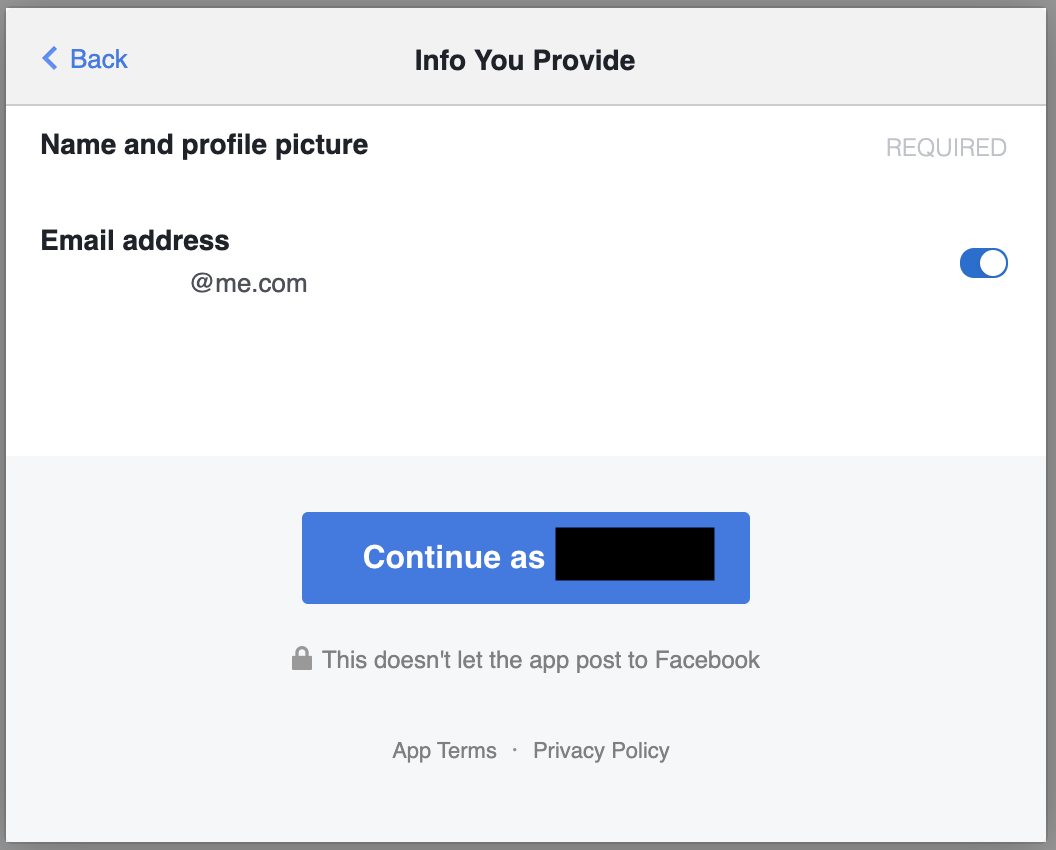 Back
Info You Provide
Name and profile picture
REQUIRED
Email address
@me.com
Continue as
This doesn't let the app post to Facebook
App Terms · Privacy Policy